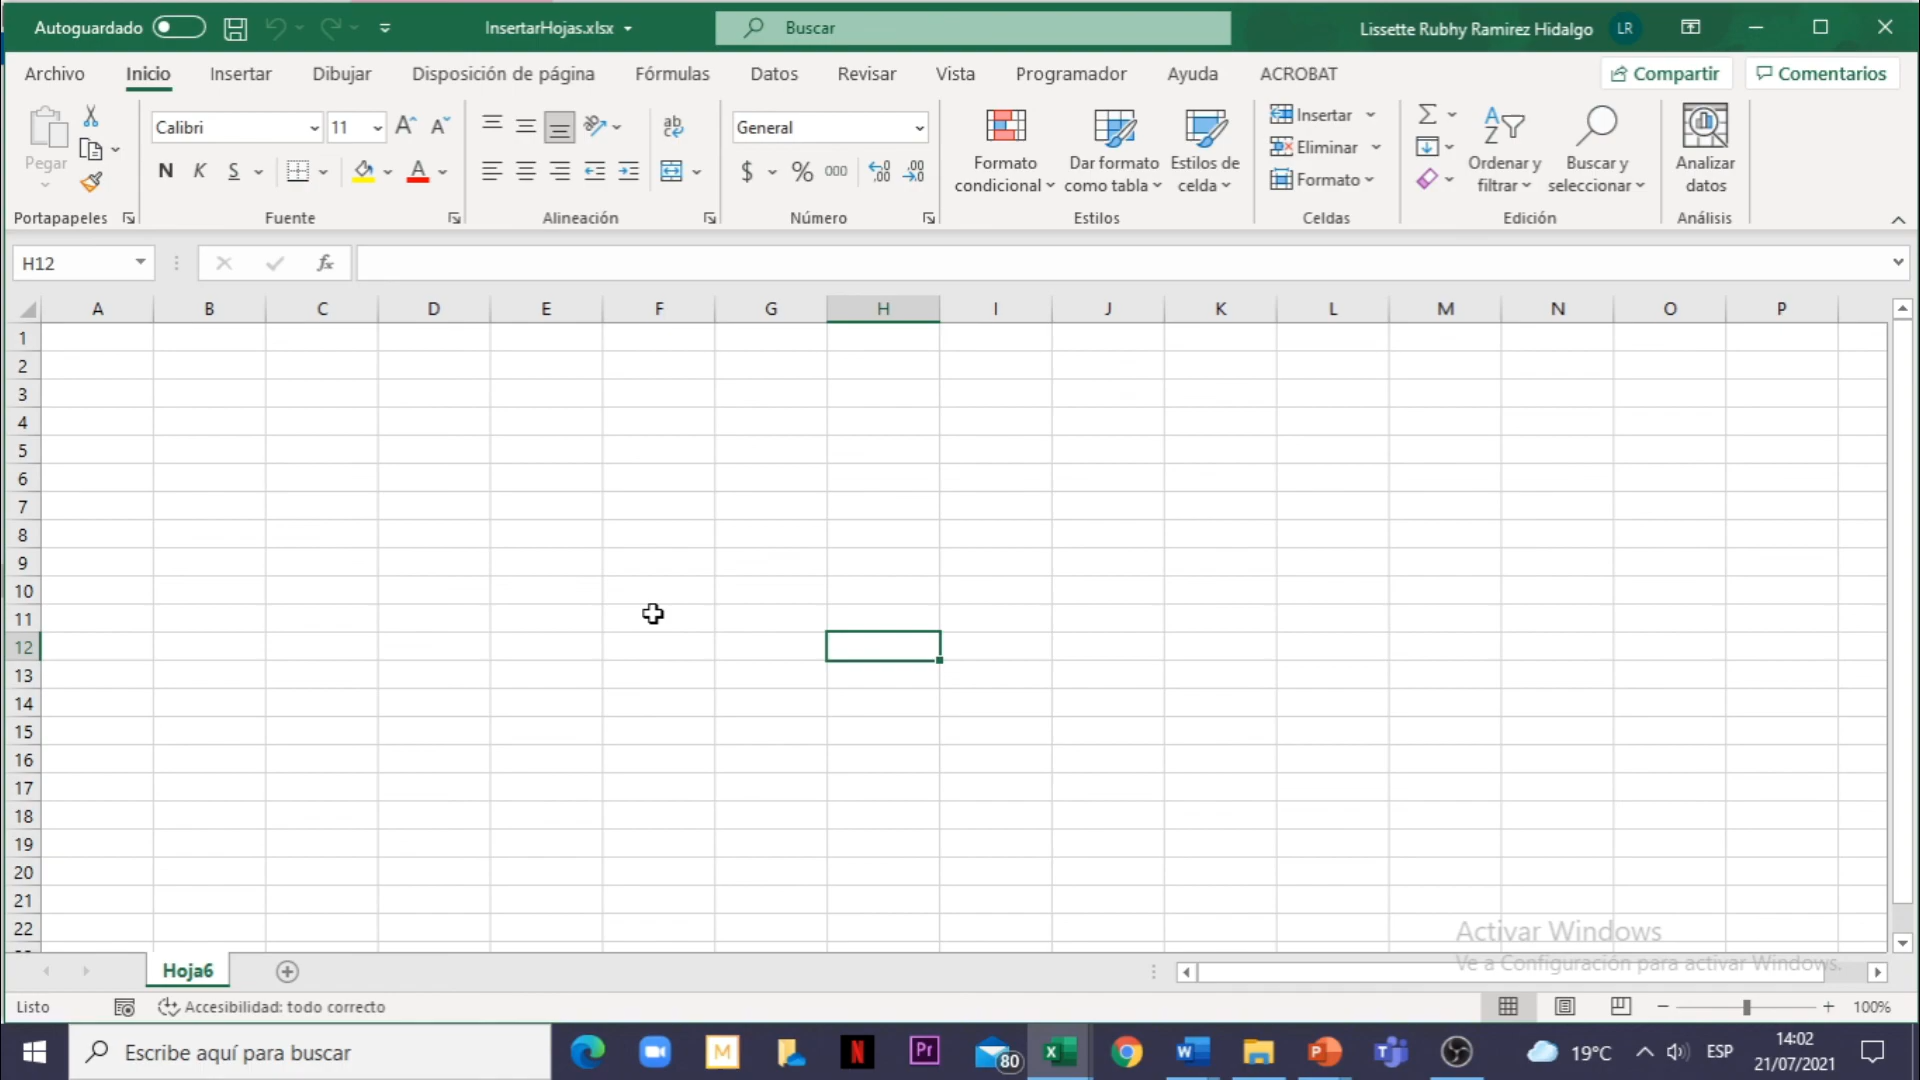 Autoguardado
InsertarHojas.xlsx
Buscar
Lissette Rubhy Ramirez Hidalgo
LR
Archivo
Inicio
Insertar
Dibujar
Disposición de página
Fórmulas
Datos
Revisar
Vista
Programador
Ayuda
ACROBAT
Compartir
Comentarios
Pegar
Portapapeles
Calibri
11
N K S
A
Fuente
ab
Alineación
General
$ % 000
Número
Formato condicional
Dar formato como tabla
Estilos de celda
Estilos
Insertar
Eliminar
Formato
Celdas
Σ
Ordenar y filtrar
Buscar y seleccionar
Edición
Analizar datos
Análisis
H12
fx
A B C D E F G H I J K L M N O P
1
2
3
4
5
6
7
8
9
10
11
12
13
14
15
16
17
18
19
20
21
22
Activar Windows
Ve a Configuración para activar Windows.
Hoja6
Listo
Accesibilidad: todo correcto
100%
Escribe aquí para buscar
M
N
Pr
80
19°C
ESP
14:02
21/07/2021